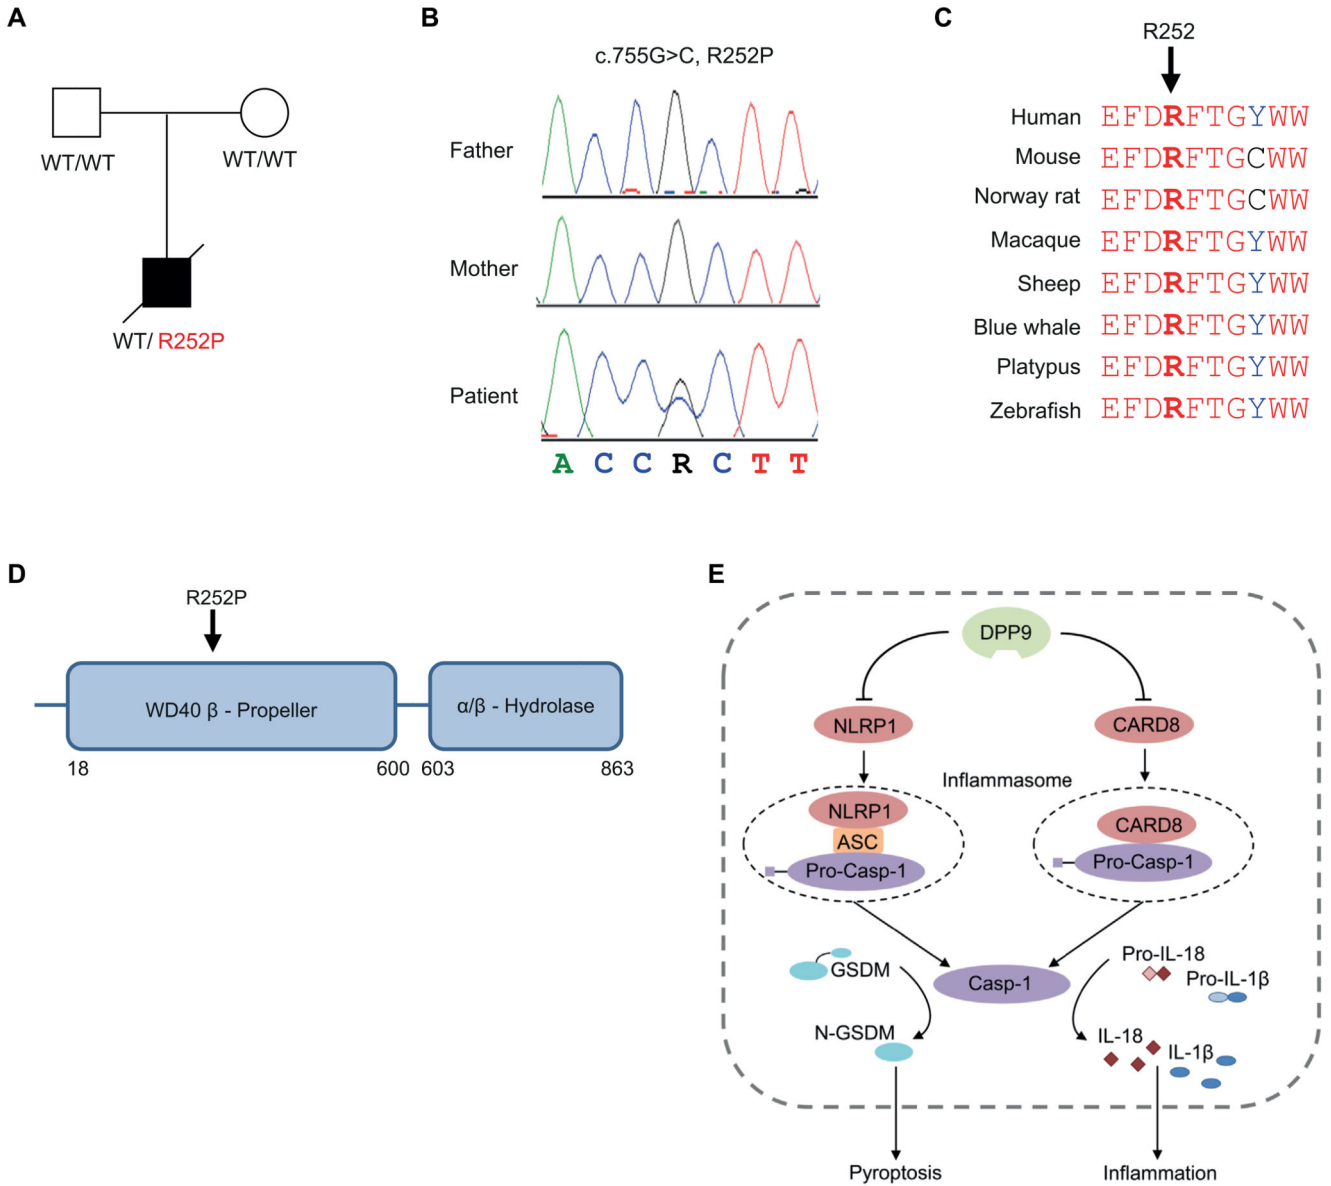 A
WT/WT
WT/WT
WT/ R252P
B
c.755G>C, R252P
Father
Mother
Patient
A C C R C T T
C
R252
Human EFDRFTGYWW
Mouse EFDRFTGCWW
Norway rat EFDRFTGCWW
Macaque EFDRFTGYWW
Sheep EFDRFTGYWW
Blue whale EFDRFTGYWW
Platypus EFDRFTGYWW
Zebrafish EFDRFTGYWW
D
R252P
WD40 β - Propeller
α/β - Hydrolase
18
600
603
863
E
DPP9
NLRP1
CARD8
Inflammasome
NLRP1
ASC
Pro-Casp-1
CARD8
Pro-Casp-1
GSDM
Casp-1
Pro-IL-18
Pro-IL-1β
N-GSDM
IL-18
IL-1β
Pyroptosis
Inflammation